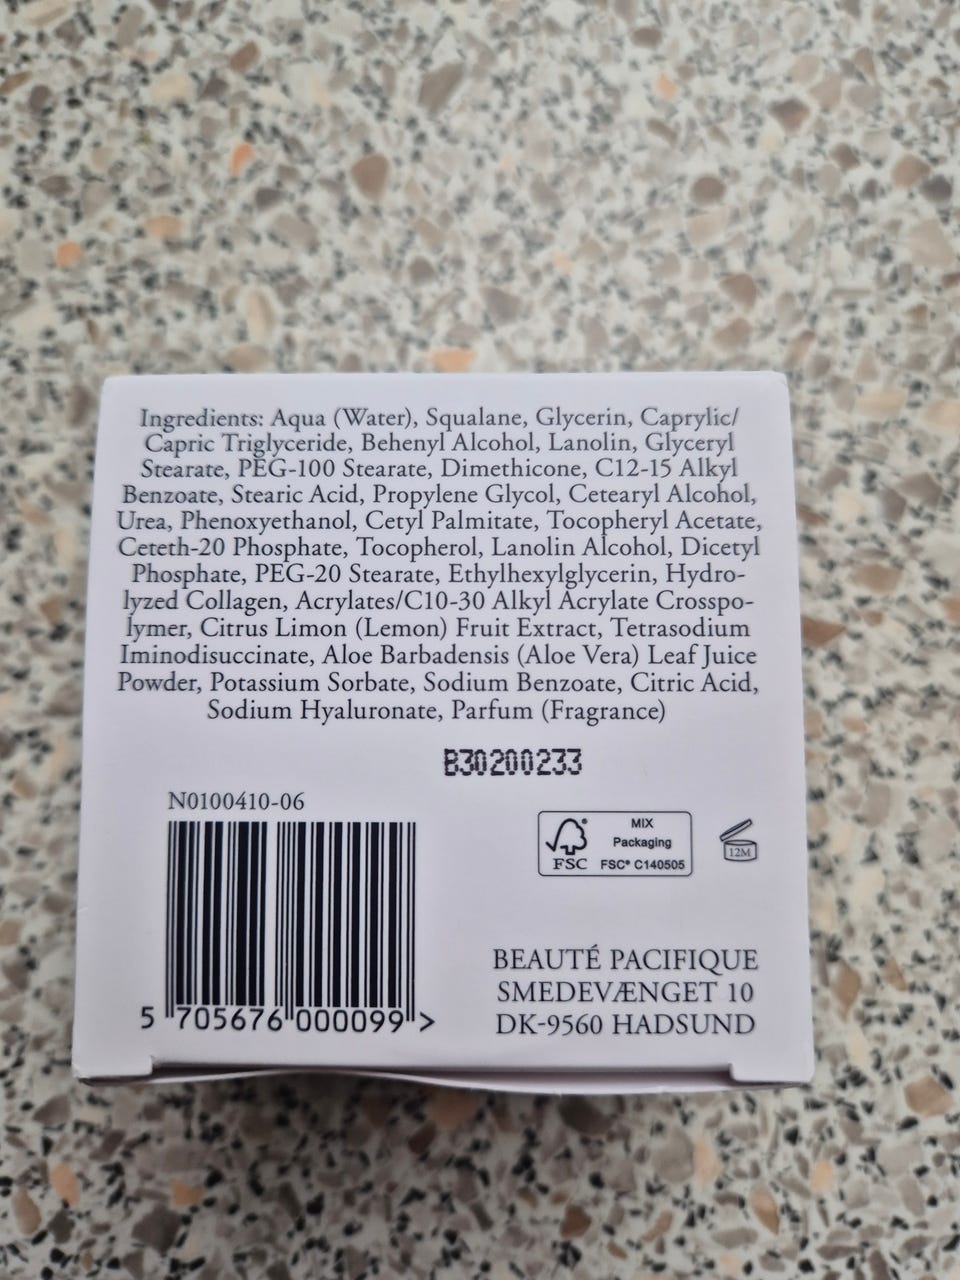 Ingredients: Aqua (Water), Squalane, Glycerin, Caprylic/
Capric Triglyceride, Behenyl Alcohol, Lanolin, Glyceryl
Stearate, PEG-100 Stearate, Dimethicone, C12-15 Alkyl
Benzoate, Stearic Acid, Propylene Glycol, Cetearyl Alcohol,
Urea, Phenoxyethanol, Cetyl Palmitate, Tocopheryl Acetate,
Ceteth-20 Phosphate, Tocopherol, Lanolin Alcohol, Dicetyl
Phosphate, PEG-20 Stearate, Ethylhexylglycerin, Hydro-
lyzed Collagen, Acrylates/C10-30 Alkyl Acrylate Crosspo-
lymer, Citrus Limon (Lemon) Fruit Extract, Tetrasodium
Iminodisuccinate, Aloe Barbadensis (Aloe Vera) Leaf Juice
Powder, Potassium Sorbate, Sodium Benzoate, Citric Acid,
Sodium Hyaluronate, Parfum (Fragrance)
B30200233
N0100410-06
MIX
Packaging
FSC FSC® C140505
12M
BEAUTÉ PACIFIQUE
SMEDEVÆNGET 10
DK-9560 HADSUND
5 705676 000099 >